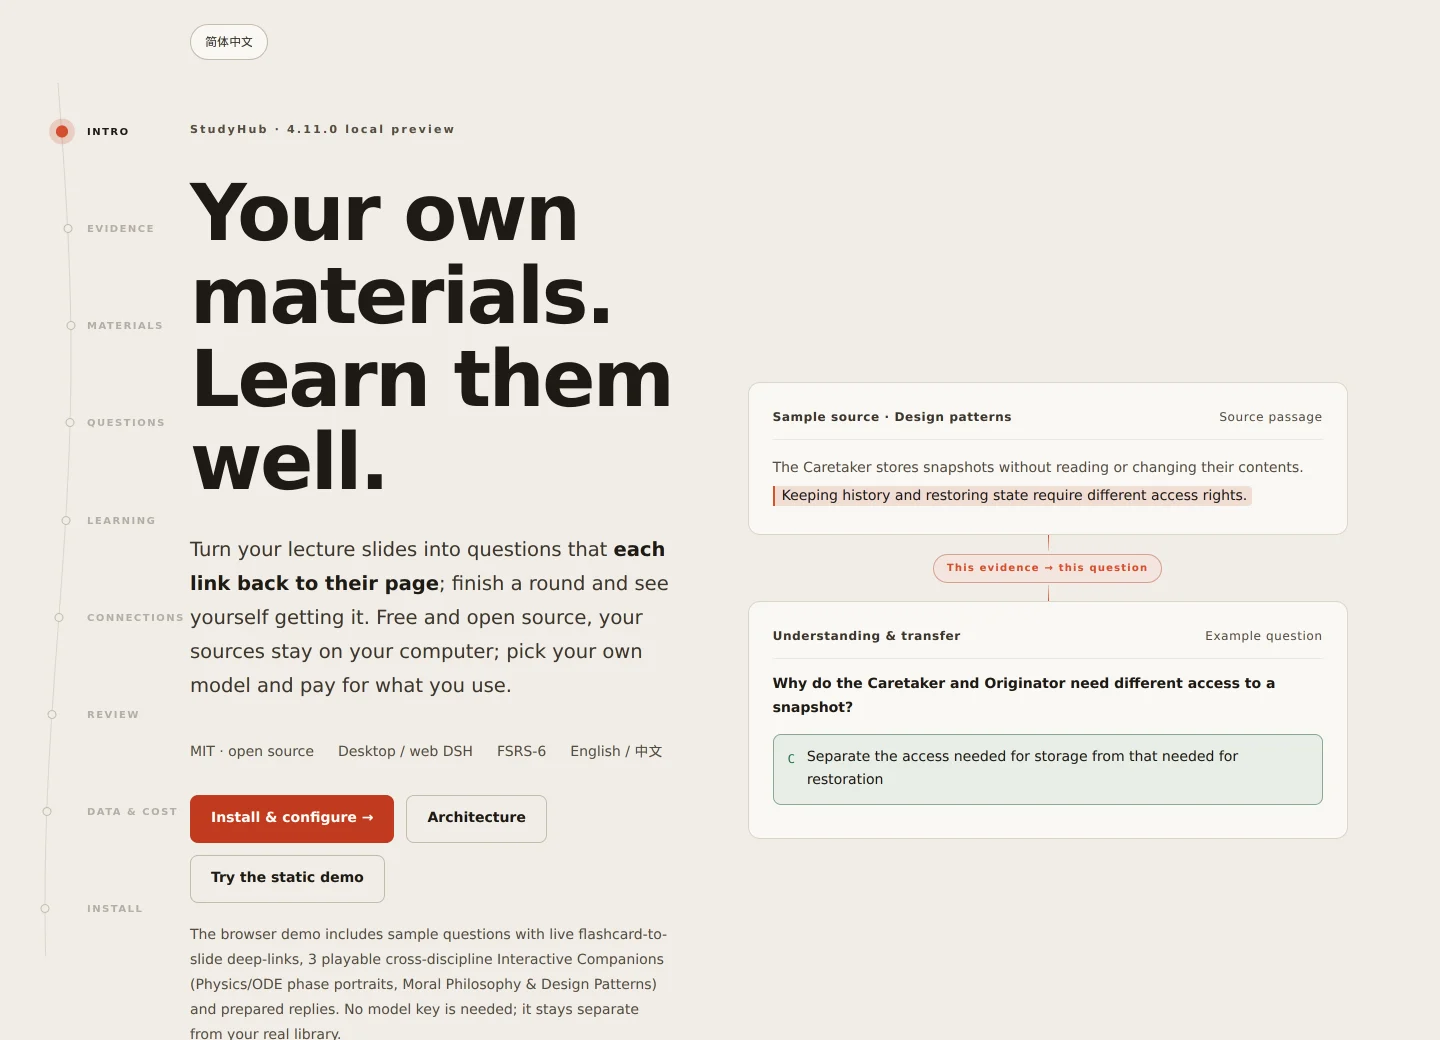 简体中文
INTRO
EVIDENCE
MATERIALS
QUESTIONS
LEARNING
CONNECTIONS
REVIEW
DATA & COST
INSTALL
StudyHub · 4.11.0 local preview
Your own
materials.
Learn them
well.
Turn your lecture slides into questions that each
link back to their page; finish a round and see
yourself getting it. Free and open source, your
sources stay on your computer; pick your own
model and pay for what you use.
MIT · open source Desktop / web DSH FSRS-6 English / 中文
Install & configure →
Architecture
Try the static demo
The browser demo includes sample questions with live flashcard-to-
slide deep-links, 3 playable cross-discipline Interactive Companions
(Physics/ODE phase portraits, Moral Philosophy & Design Patterns)
and prepared replies. No model key is needed; it stays separate
from your real library.
Sample source · Design patterns
Source passage
The Caretaker stores snapshots without reading or changing their contents.
Keeping history and restoring state require different access rights.
This evidence → this question
Understanding & transfer
Example question
Why do the Caretaker and Originator need different access to a
snapshot?
C Separate the access needed for storage from that needed for
restoration